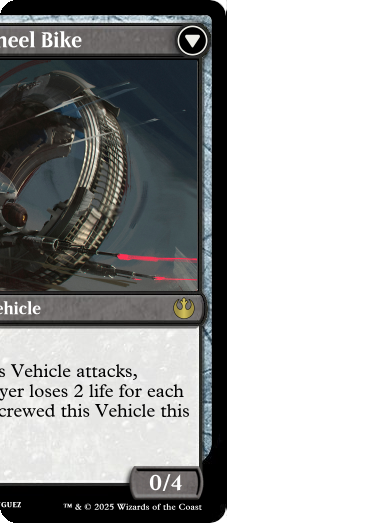 heel Bike
ehicle
s Vehicle attacks,
yer loses 2 life for each
crewed this Vehicle this
0/4
GUEZ
™ & © 2025 Wizards of the Coast